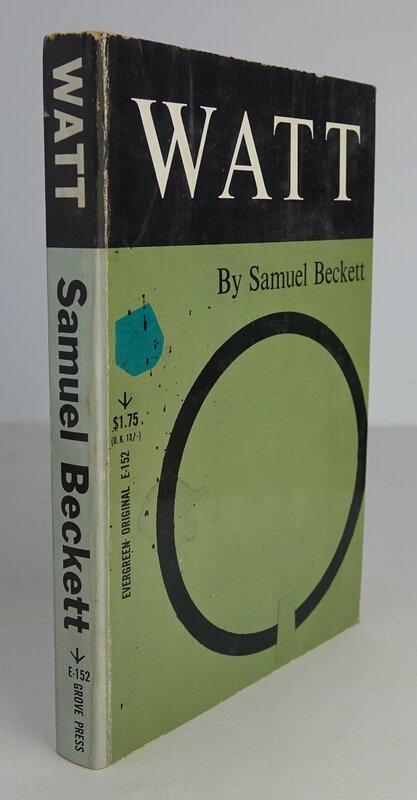 WATT
Samuel Beckett
E-152
GROVE PRESS
WATT
By Samuel Beckett
$1.75
(U.K. 13/-)
EVERGREEN ORIGINAL E-152